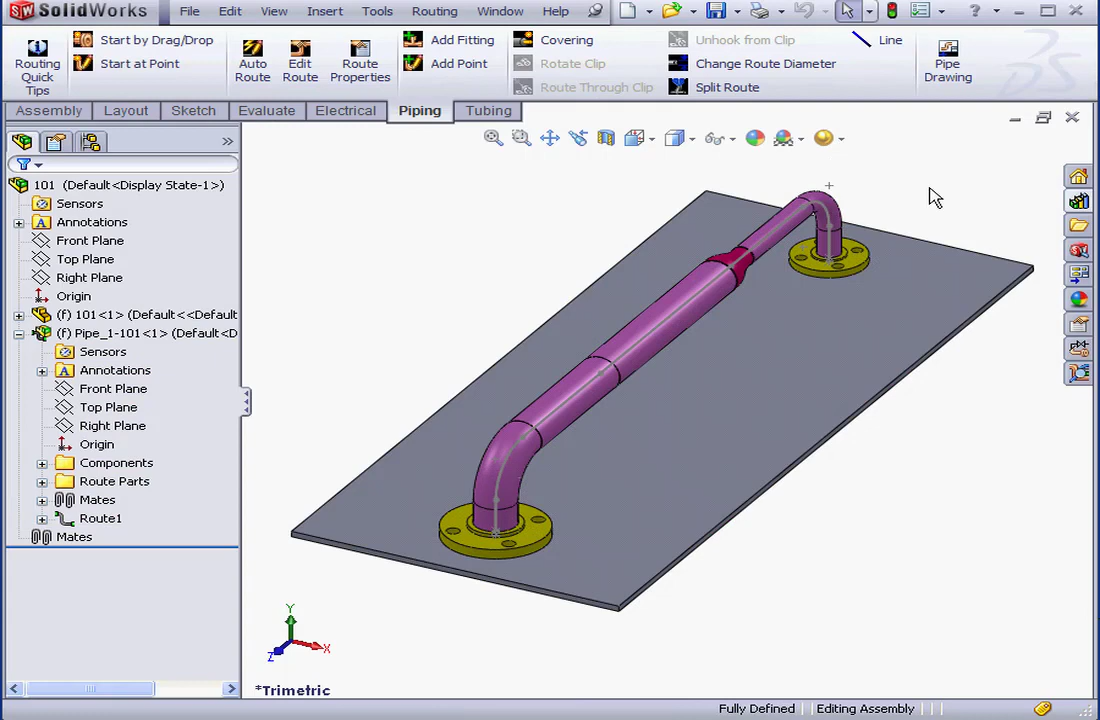 SolidWorks File Edit View Insert Tools Routing Window Help
Routing Quick Tips
Start by Drag/Drop
Start at Point
Auto Route
Edit Route
Route Properties
Add Fitting
Add Point
Covering
Rotate Clip
Route Through Clip
Unhook from Clip
Change Route Diameter
Split Route
Line
Pipe Drawing
Assembly Layout Sketch Evaluate Electrical Piping Tubing
101 (Default<Display State-1>)
Sensors
Annotations
Front Plane
Top Plane
Right Plane
Origin
(f) 101<1> (Default<<Default
(f) Pipe_1-101<1> (Default<D
Sensors
Annotations
Front Plane
Top Plane
Right Plane
Origin
Components
Route Parts
Mates
Route1
Mates
Y
X
Z
*Trimetric
Fully Defined Editing Assembly